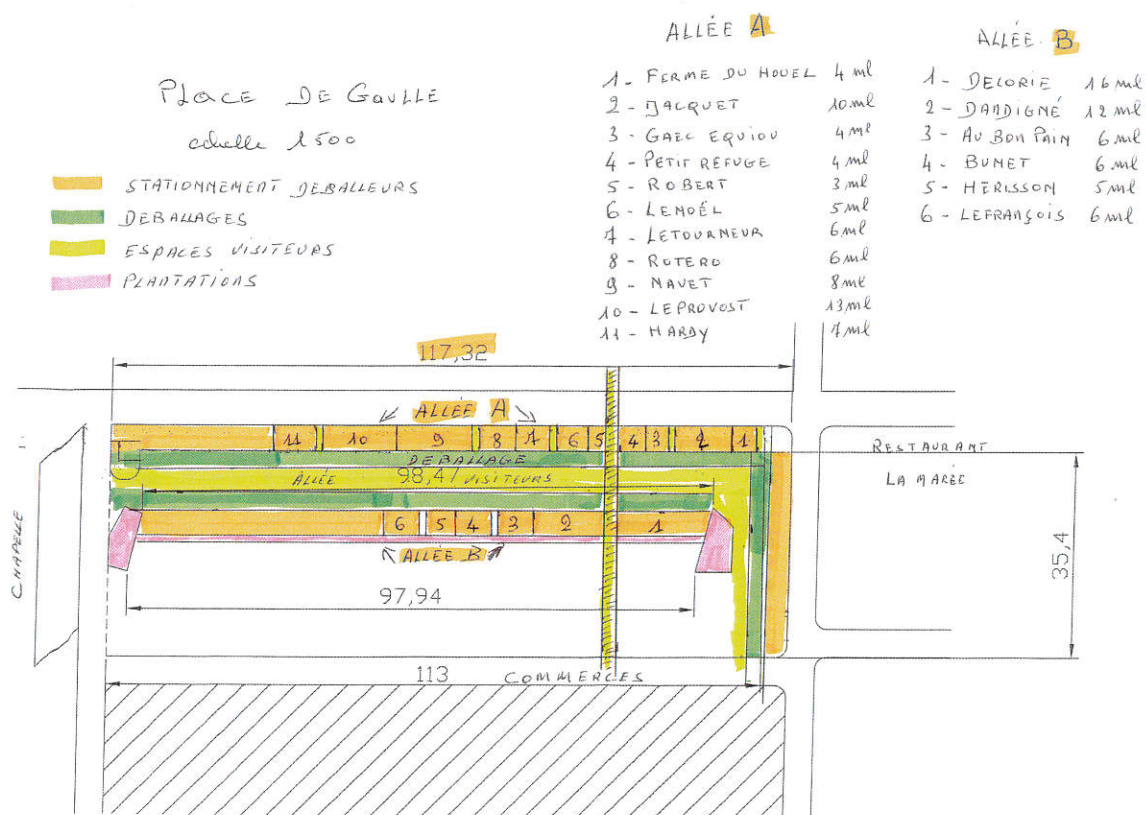 PLACE DE GAULLE
echelle 1500
STATIONNEMENT DEBALLEURS
DEBALLAGES
ESPACES VISITEURS
PLANTATIONS
ALLÉE A
1 - FERME DU HOUEL 4 ml
2 - JACQUET 10 ml
3 - GAEC EQUIOU 4 ml
4 - PETIT REFUGE 4 ml
5 - ROBERT 3 ml
6 - LENOËL 5 ml
7 - LETOURNEUR 6 ml
8 - ROTERO 6 ml
9 - NAVET 8 ml
10 - LEPROVOST 13 ml
11 - HARDY 7 ml
ALLÉE B
1 - DELORIE 16 ml
2 - DARDIGNÉ 12 ml
3 - AU BON PAIN 6 ml
4 - BUNET 6 ml
5 - HERISSON 5 ml
6 - LEFRANÇOIS 6 ml
117,32
ALLÉE A
11 10 9 8 7 6 5 4 3 2 1
DEBALLAGE
ALLÉE VISITEURS
98,41
6 5 4 3 2 1
ALLÉE B
97,94
113
COMMERCES
CHAPELLE
RESTAURANT
LA MARÉE
35,4